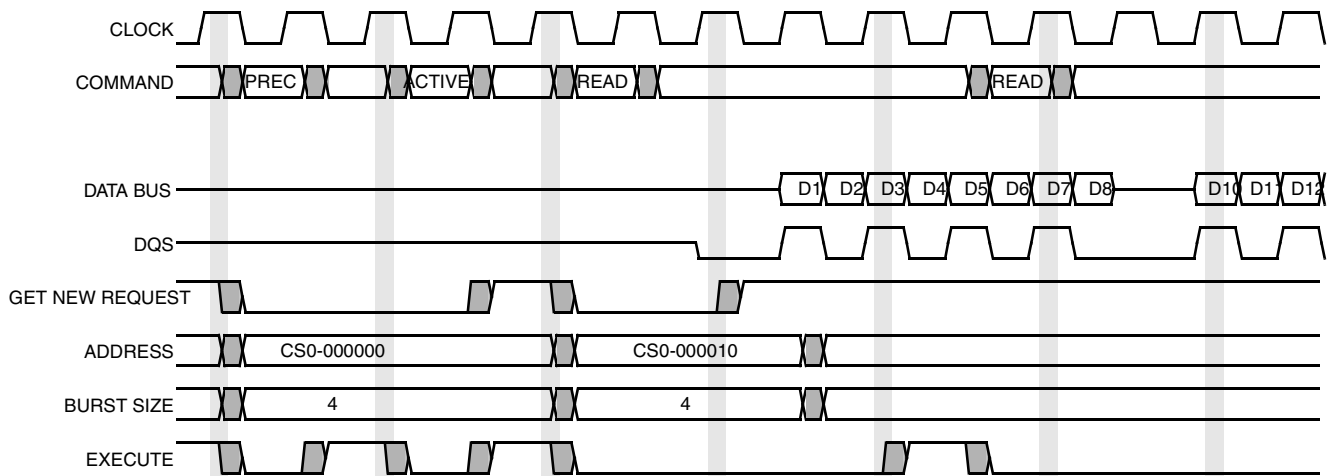 CLOCK
COMMAND PREC ACTIVE READ READ
DATA BUS D1 D2 D3 D4 D5 D6 D7 D8 D10 D11 D12
DQS
GET NEW REQUEST
ADDRESS CS0-000000 CS0-000010
BURST SIZE 4 4
EXECUTE